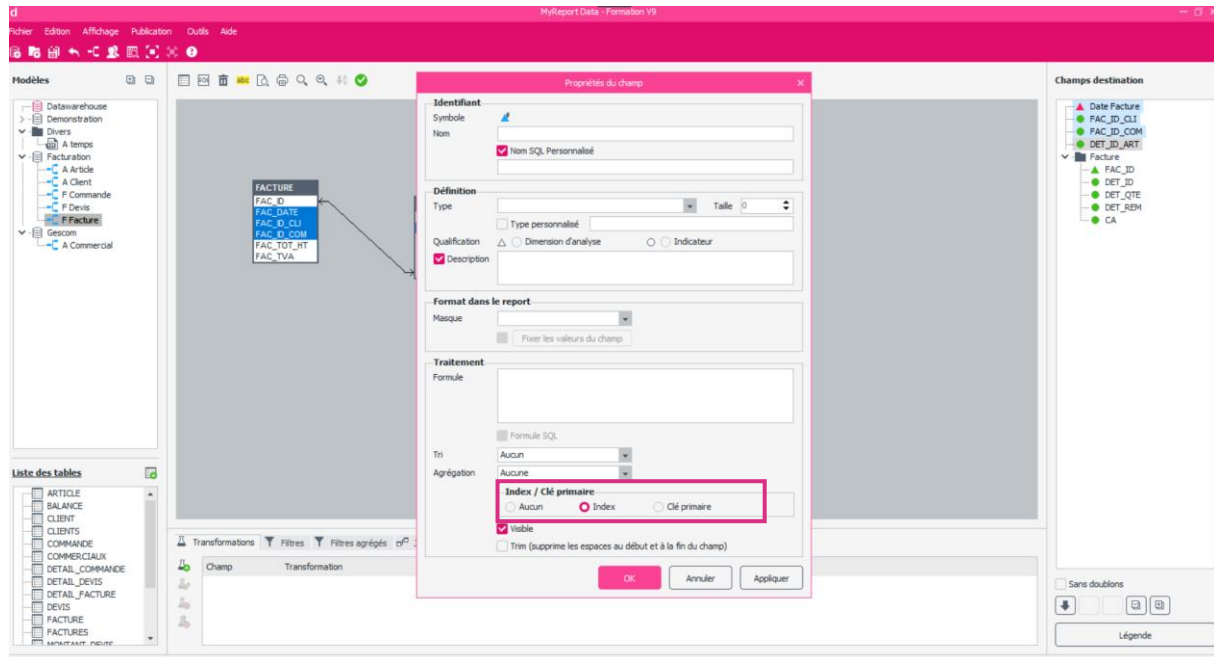 d MyReport Data - Formation V9
Fichier Edition Affichage Publication Outils Aide
Modèles
Datawarehouse
Demonstration
Divers
A temps
Facturation
A Article
A Client
F Commande
F Devis
F Facture
Gescom
A Commercial
Liste des tables
ARTICLE
BALANCE
CLIENT
CLIENTS
COMMANDE
COMMERCIAUX
DETAIL_COMMANDE
DETAIL_DEVIS
DETAIL_FACTURE
DEVIS
FACTURE
FACTURES
MONTANT_DEVIS
abc
FACTURE
FAC_ID
FAC_DATE
FAC_ID_CLI
FAC_ID_COM
FAC_TOT_HT
FAC_TVA
Transformations Filtres Filtres agrégés
Champ Transformation
Propriétés du champ
Identifiant
Symbole
Nom
Nom SQL Personnalisé
Définition
Type Taille 0
Type personnalisé
Qualification Dimension d'analyse Indicateur
Description
Format dans le report
Masque
Fixer les valeurs du champ
Traitement
Formule
Formule SQL
Tri Aucun
Agrégation Aucune
Index / Clé primaire
Aucun Index Clé primaire
Visible
Trim (supprime les espaces au début et à la fin du champ)
OK Annuler Appliquer
Champs destination
Date Facture
FAC_ID_CLI
FAC_ID_COM
DET_ID_ART
Facture
FAC_ID
DET_ID
DET_QTE
DET_REM
CA
Sans doublons
Légende